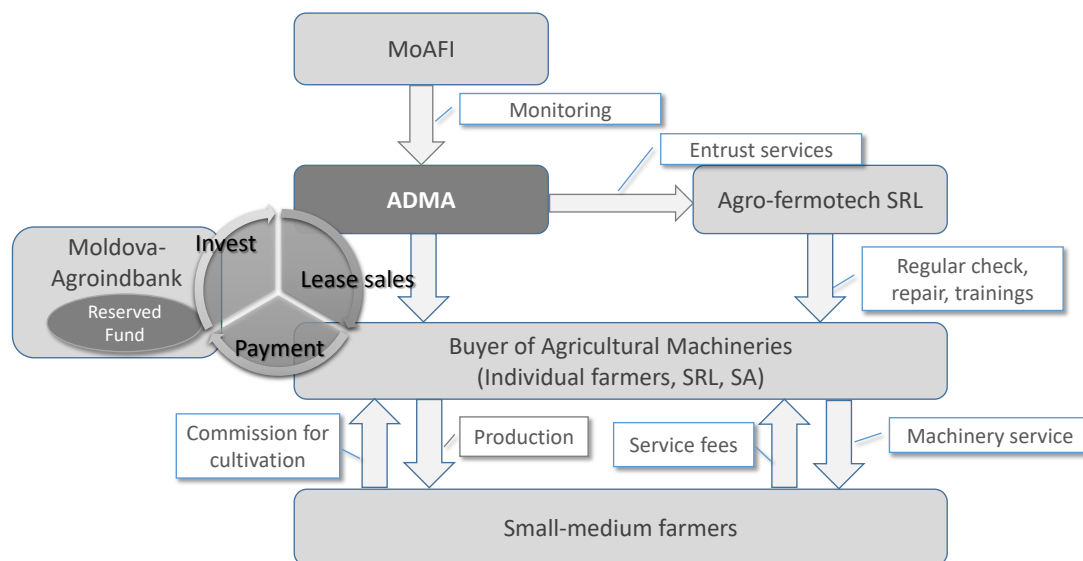 MoAFI
Monitoring
Entrust services
ADMA
Agro-fermotech SRL
Moldova-
Agroindbank
Reserved
Fund
Invest
Lease sales
Payment
Regular check,
repair, trainings
Buyer of Agricultural Machineries
(Individual farmers, SRL, SA)
Commission for
cultivation
Production
Service fees
Machinery service
Small-medium farmers